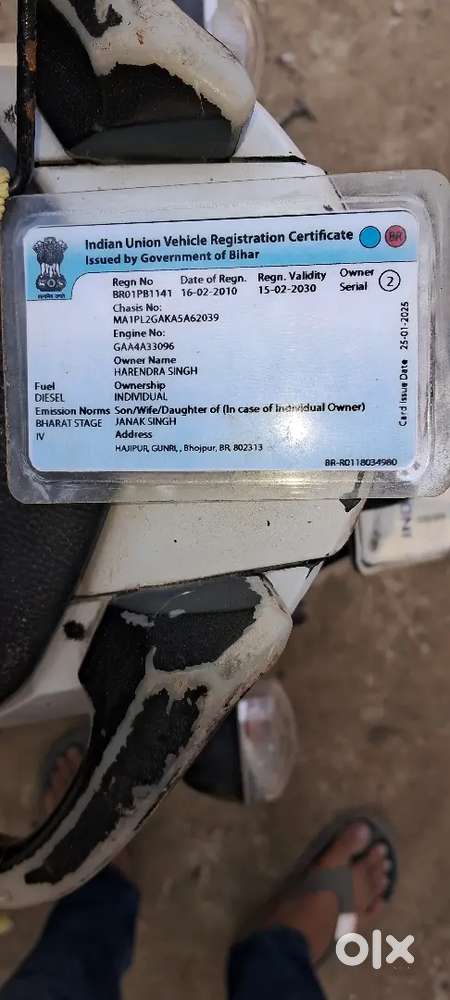 Indian Union Vehicle Registration Certificate
Issued by Government of Bihar
BR
Regn No Date of Regn. Regn. Validity Owner Serial 2
BR01PB1141 16-02-2010 15-02-2030
Chasis No:
MA1PL2GAKA5A62039
Engine No:
GAA4A33096
Owner Name
HARENDRA SINGH
Fuel Ownership
DIESEL INDIVIDUAL
Emission Norms Son/Wife/Daughter of (In case of Individual Owner)
BHARAT STAGE JANAK SINGH
IV Address
HAJIPUR, GUNRI, , Bhojpur, BR, 802313
Card Issue Date 25-01-2025
BR-R0118034980
olx